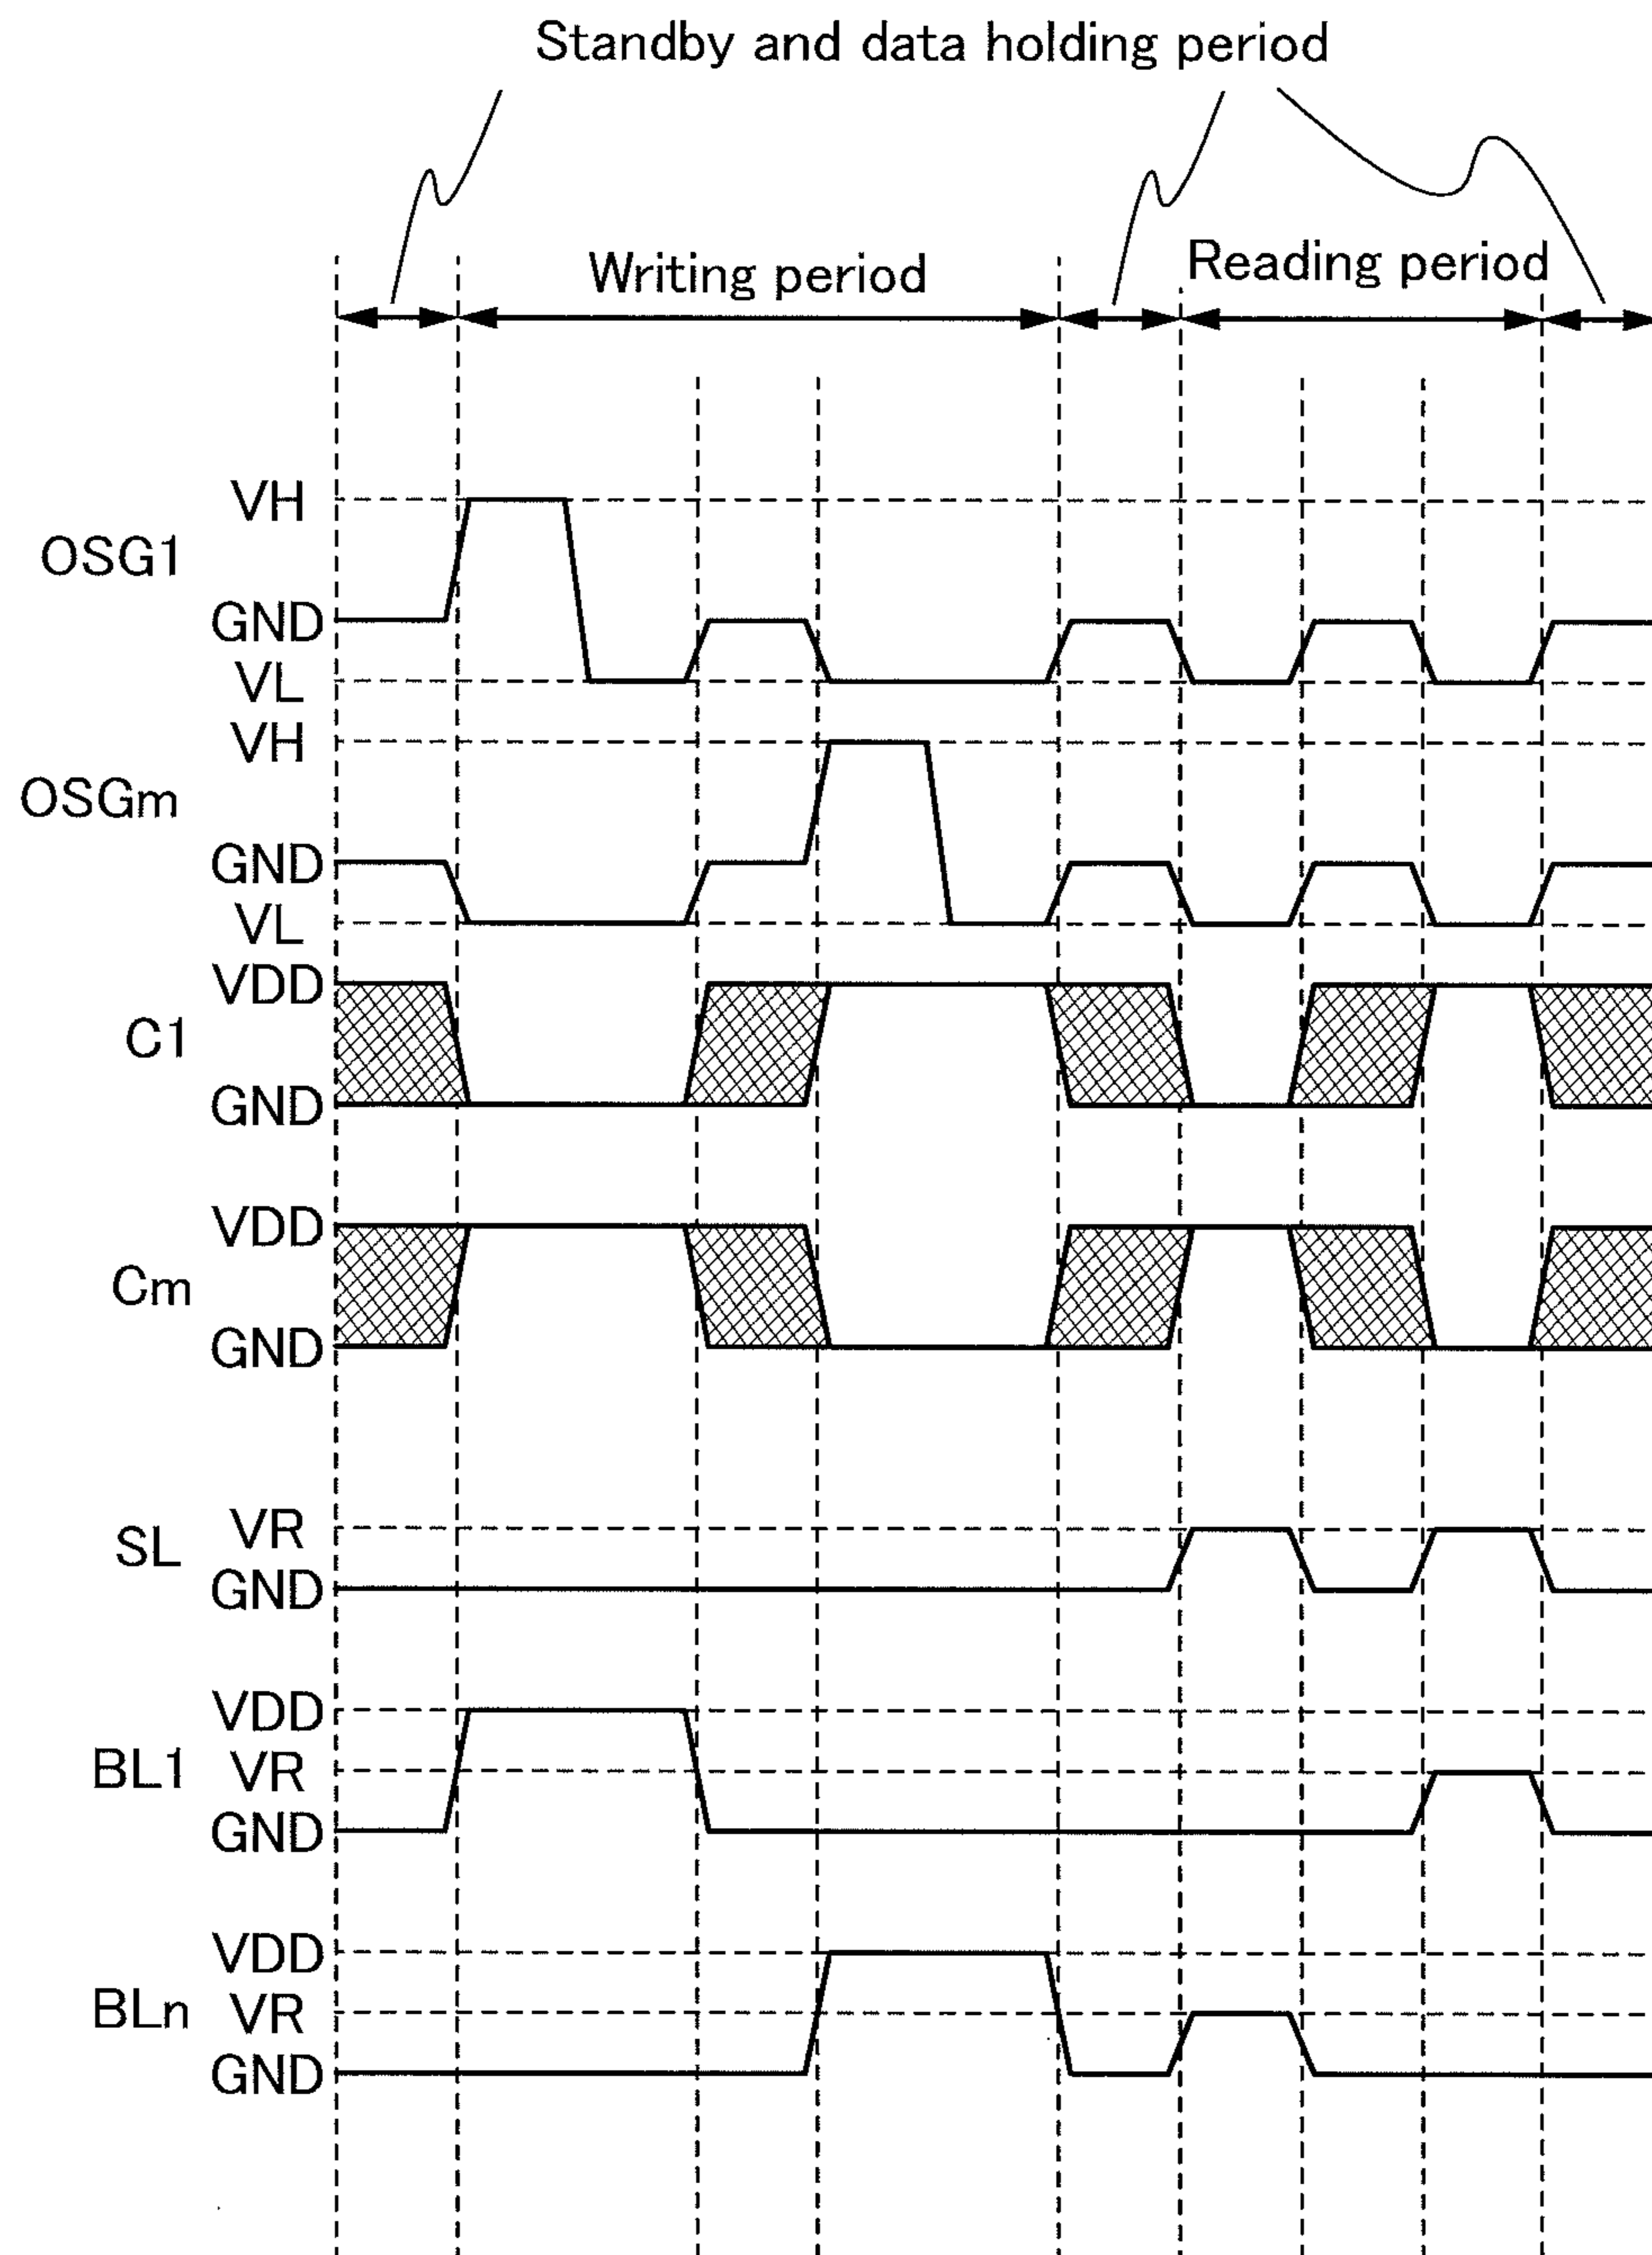 Standby and data holding period
Writing period
Reading period
VH
OSG1
GND
VL
VH
OSGm
GND
VL
VDD
C1
GND
VDD
Cm
GND
VR
SL
GND
VDD
BL1 VR
GND
VDD
BLn VR
GND